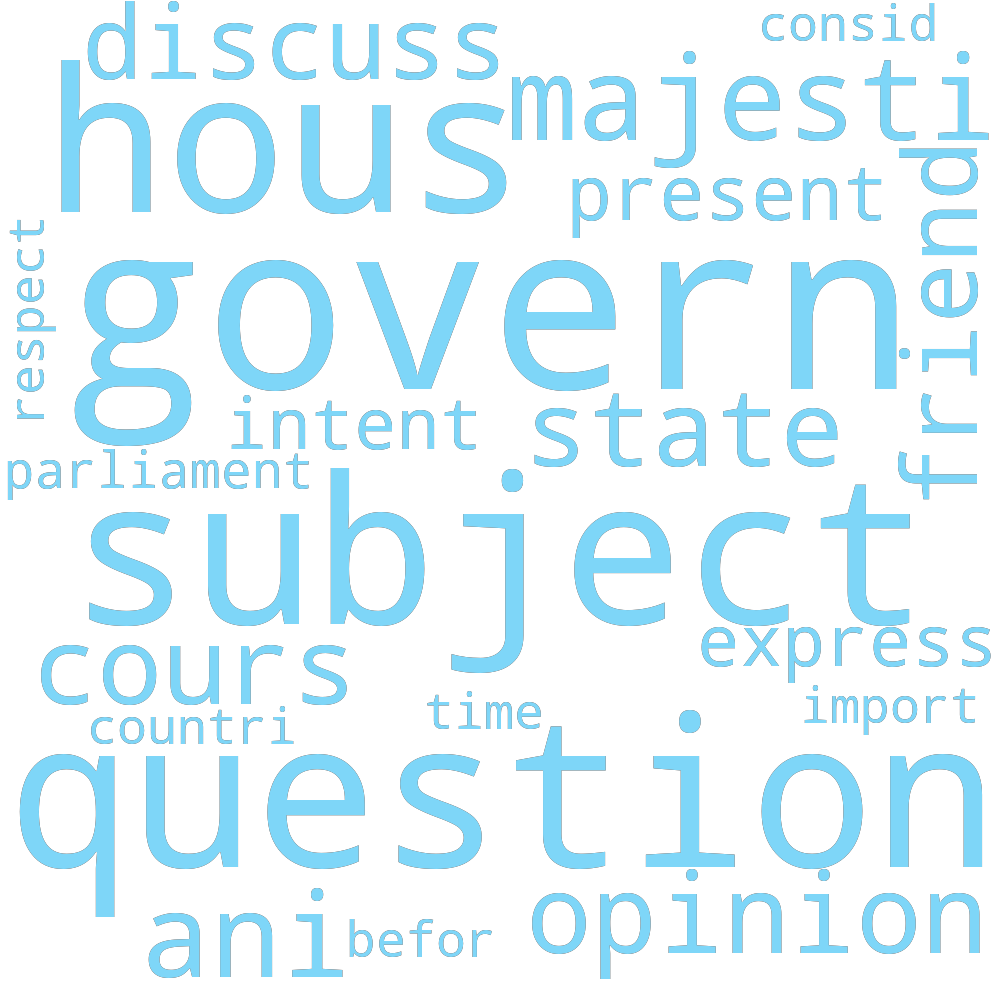 consid
discuss
majesti
hous
present
friend
respect
govern
intent
state
parliament
subject
express
cours
import
time
countri
question
opinion
ani
befor